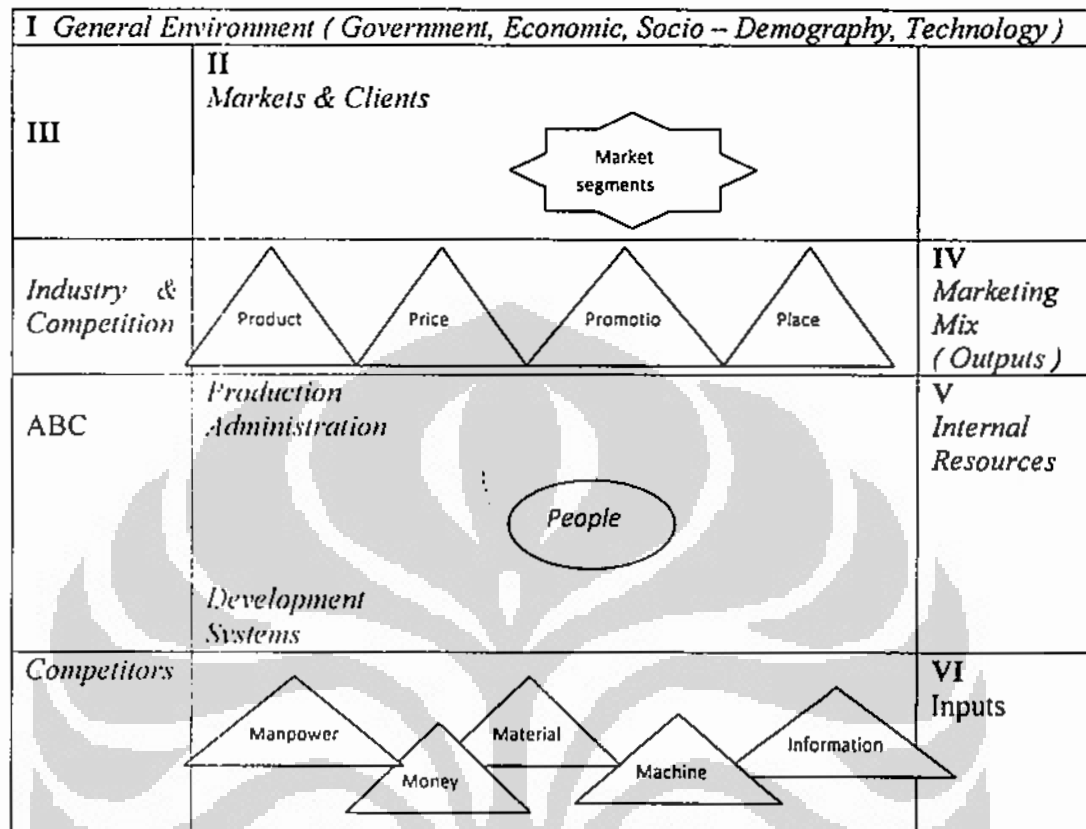 I General Environment ( Government, Economic, Socio – Demography, Technology )
II
Markets & Clients
III
Market
segments
Industry &
Competition
Product
Price
Promotio
Place
IV
Marketing
Mix
( Outputs )
ABC
Production
Administration
People
Development
Systems
V
Internal
Resources
Competitors
Manpower
Money
Material
Machine
Information
VI
Inputs